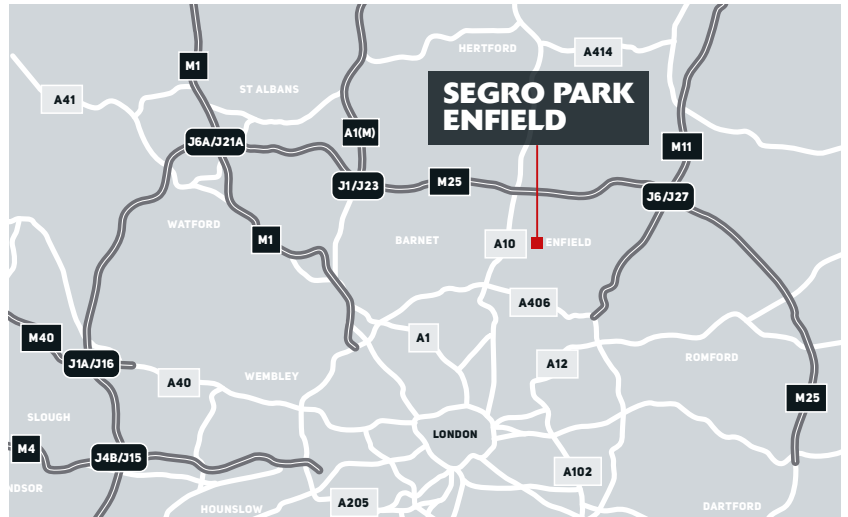 HERTFORD
A414
M1
ST ALBANS
A41
SEGRO PARK
ENFIELD
A1(M)
J6A/J21A
M11
J1/J23
M25
J6/J27
WATFORD
M1
BARNET
A10
ENFIELD
A406
M40
A1
J1A/J16
A12
ROMFORD
WEMBLEY
A40
M25
SLOUGH
LONDON
M4
J4B/J15
A102
NDSOR
A205
HOUNSLOW
DARTFORD